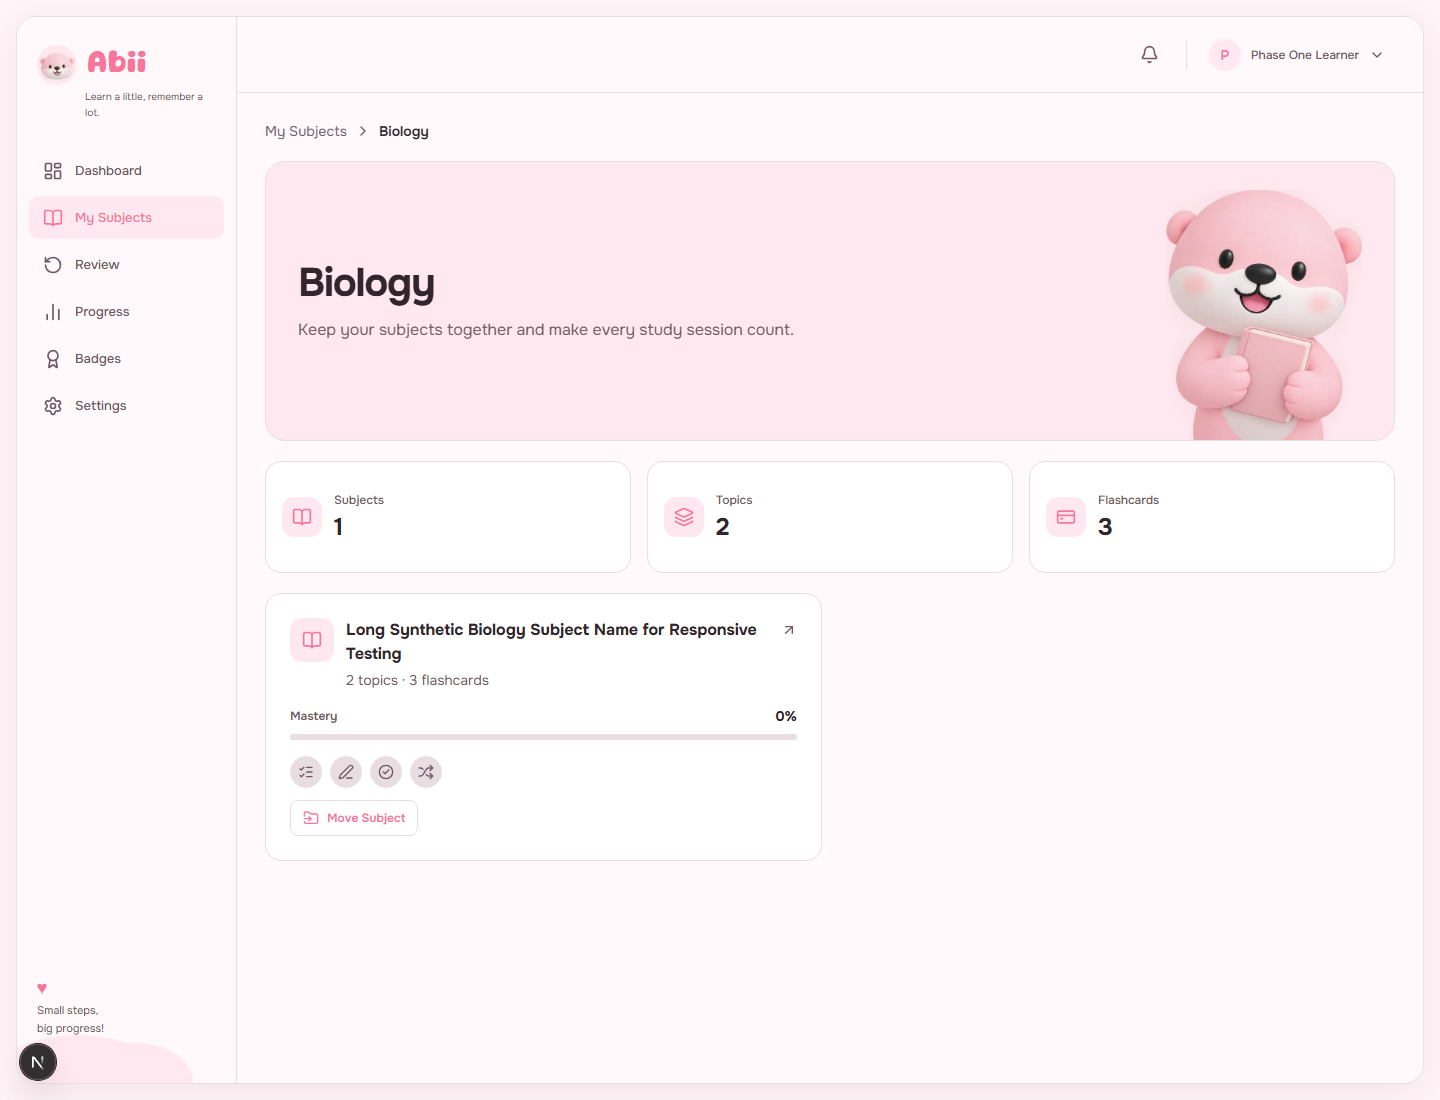 Abii
Learn a little, remember a
lot.
Dashboard
My Subjects
Review
Progress
Badges
Settings
Small steps,
big progress!
N
P
Phase One Learner
My Subjects
Biology
Biology
Keep your subjects together and make every study session count.
Subjects
1
Topics
2
Flashcards
3
Long Synthetic Biology Subject Name for Responsive
Testing
2 topics · 3 flashcards
Mastery
0%
Move Subject